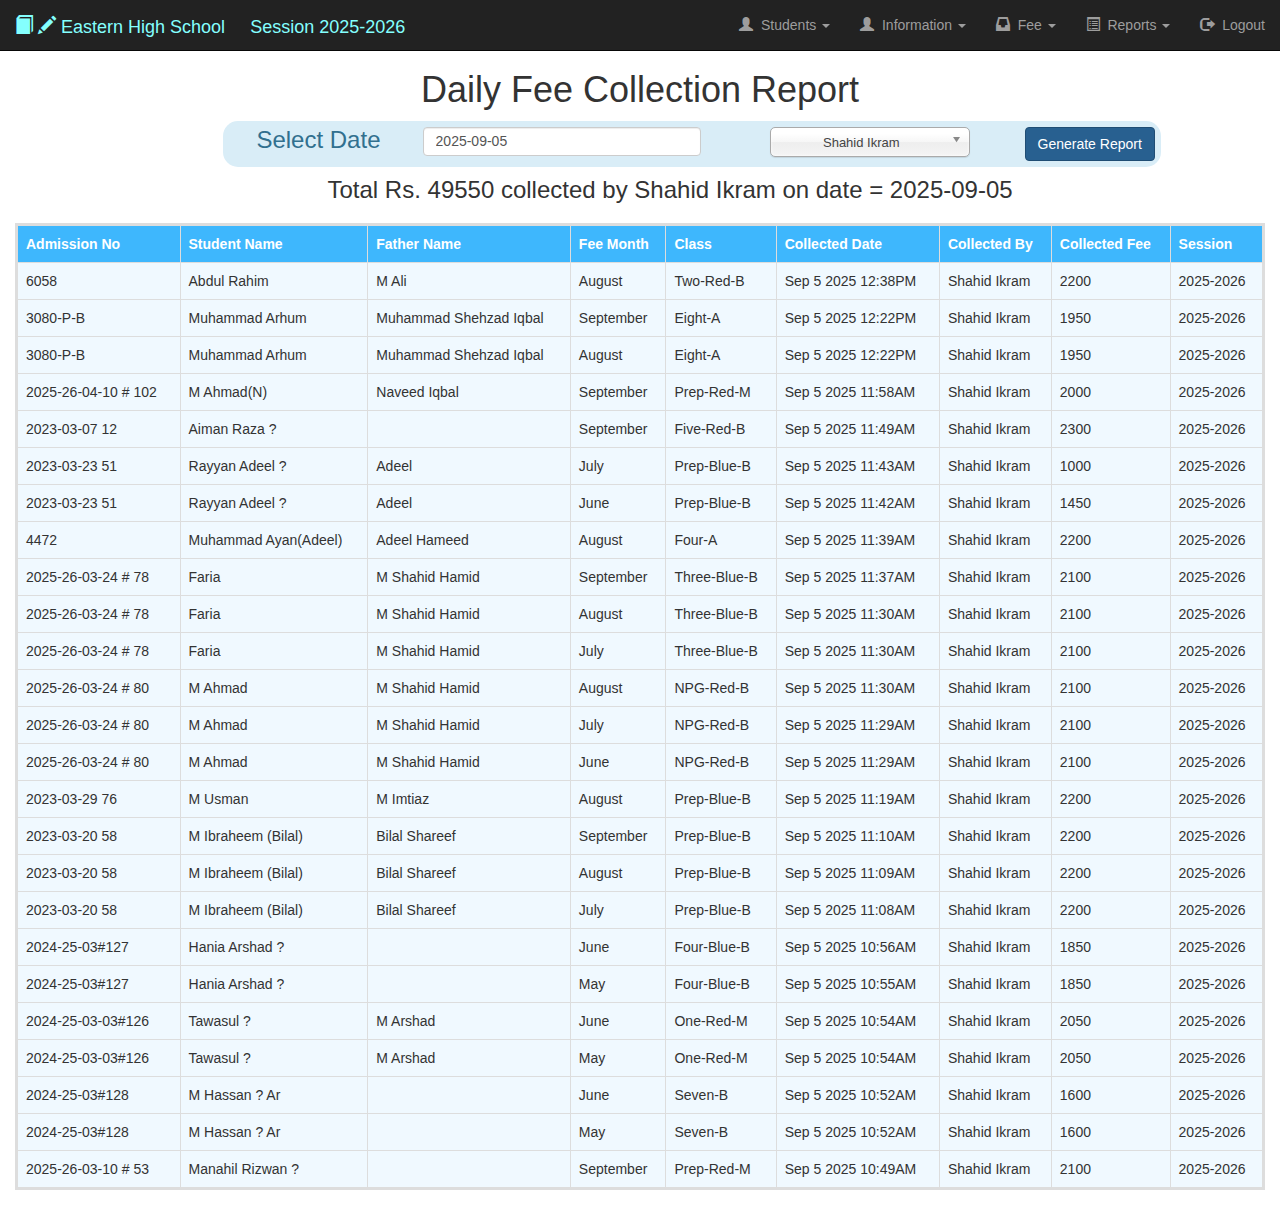 Eastern High School Session 2025-2026 Students Information Fee Reports Logout
Daily Fee Collection Report
Select Date 2025-09-05 Shahid Ikram Generate Report
Total Rs. 49550 collected by Shahid Ikram on date = 2025-09-05
Admission No Student Name Father Name Fee Month Class Collected Date Collected By Collected Fee Session
6058 Abdul Rahim M Ali August Two-Red-B Sep 5 2025 12:38PM Shahid Ikram 2200 2025-2026
3080-P-B Muhammad Arhum Muhammad Shehzad Iqbal September Eight-A Sep 5 2025 12:22PM Shahid Ikram 1950 2025-2026
3080-P-B Muhammad Arhum Muhammad Shehzad Iqbal August Eight-A Sep 5 2025 12:22PM Shahid Ikram 1950 2025-2026
2025-26-04-10 # 102 M Ahmad(N) Naveed Iqbal September Prep-Red-M Sep 5 2025 11:58AM Shahid Ikram 2000 2025-2026
2023-03-07 12 Aiman Raza ? September Five-Red-B Sep 5 2025 11:49AM Shahid Ikram 2300 2025-2026
2023-03-23 51 Rayyan Adeel ? Adeel July Prep-Blue-B Sep 5 2025 11:43AM Shahid Ikram 1000 2025-2026
2023-03-23 51 Rayyan Adeel ? Adeel June Prep-Blue-B Sep 5 2025 11:42AM Shahid Ikram 1450 2025-2026
4472 Muhammad Ayan(Adeel) Adeel Hameed August Four-A Sep 5 2025 11:39AM Shahid Ikram 2200 2025-2026
2025-26-03-24 # 78 Faria M Shahid Hamid September Three-Blue-B Sep 5 2025 11:37AM Shahid Ikram 2100 2025-2026
2025-26-03-24 # 78 Faria M Shahid Hamid August Three-Blue-B Sep 5 2025 11:30AM Shahid Ikram 2100 2025-2026
2025-26-03-24 # 78 Faria M Shahid Hamid July Three-Blue-B Sep 5 2025 11:30AM Shahid Ikram 2100 2025-2026
2025-26-03-24 # 80 M Ahmad M Shahid Hamid August NPG-Red-B Sep 5 2025 11:30AM Shahid Ikram 2100 2025-2026
2025-26-03-24 # 80 M Ahmad M Shahid Hamid July NPG-Red-B Sep 5 2025 11:29AM Shahid Ikram 2100 2025-2026
2025-26-03-24 # 80 M Ahmad M Shahid Hamid June NPG-Red-B Sep 5 2025 11:29AM Shahid Ikram 2100 2025-2026
2023-03-29 76 M Usman M Imtiaz August Prep-Blue-B Sep 5 2025 11:19AM Shahid Ikram 2200 2025-2026
2023-03-20 58 M Ibraheem (Bilal) Bilal Shareef September Prep-Blue-B Sep 5 2025 11:10AM Shahid Ikram 2200 2025-2026
2023-03-20 58 M Ibraheem (Bilal) Bilal Shareef August Prep-Blue-B Sep 5 2025 11:09AM Shahid Ikram 2200 2025-2026
2023-03-20 58 M Ibraheem (Bilal) Bilal Shareef July Prep-Blue-B Sep 5 2025 11:08AM Shahid Ikram 2200 2025-2026
2024-25-03#127 Hania Arshad ? June Four-Blue-B Sep 5 2025 10:56AM Shahid Ikram 1850 2025-2026
2024-25-03#127 Hania Arshad ? May Four-Blue-B Sep 5 2025 10:55AM Shahid Ikram 1850 2025-2026
2024-25-03-03#126 Tawasul ? M Arshad June One-Red-M Sep 5 2025 10:54AM Shahid Ikram 2050 2025-2026
2024-25-03-03#126 Tawasul ? M Arshad May One-Red-M Sep 5 2025 10:54AM Shahid Ikram 2050 2025-2026
2024-25-03#128 M Hassan ? Ar June Seven-B Sep 5 2025 10:52AM Shahid Ikram 1600 2025-2026
2024-25-03#128 M Hassan ? Ar May Seven-B Sep 5 2025 10:52AM Shahid Ikram 1600 2025-2026
2025-26-03-10 # 53 Manahil Rizwan ? September Prep-Red-M Sep 5 2025 10:49AM Shahid Ikram 2100 2025-2026